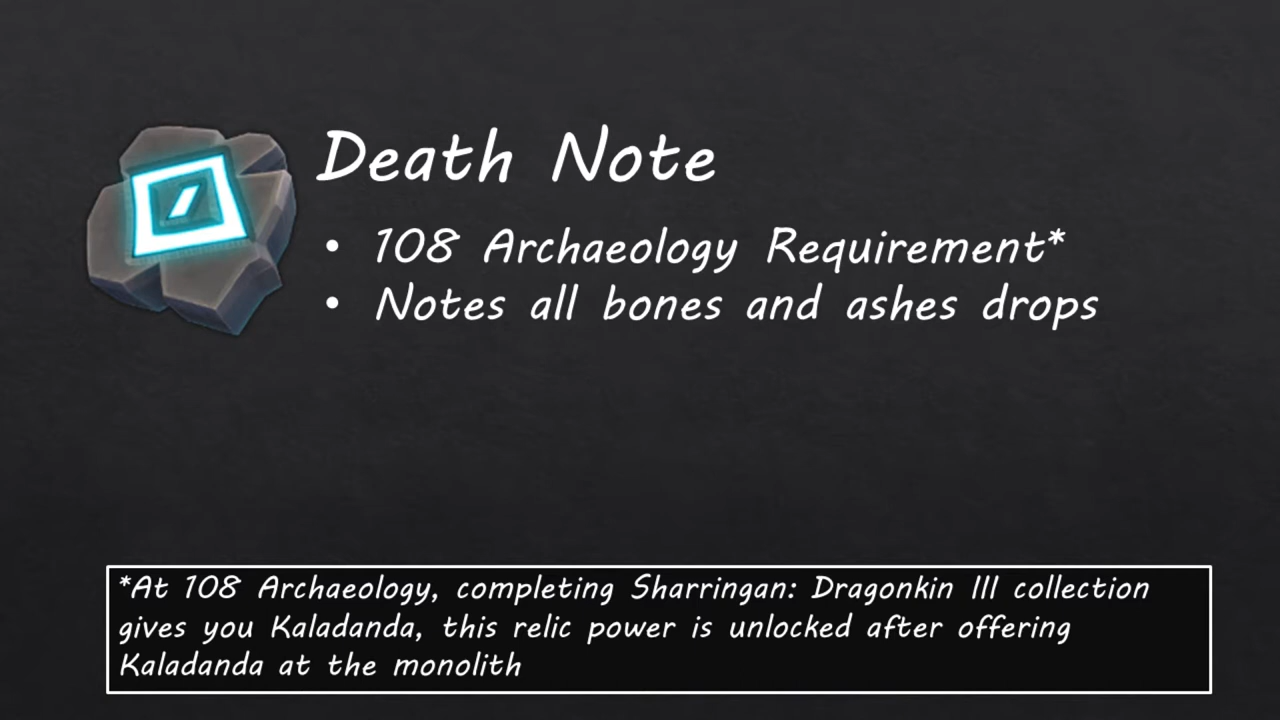 Death Note
• 108 Archaeology Requirement*
• Notes all bones and ashes drops
*At 108 Archaeology, completing Sharringan: Dragonkin III collection
gives you Kaladanda, this relic power is unlocked after offering
Kaladanda at the monolith